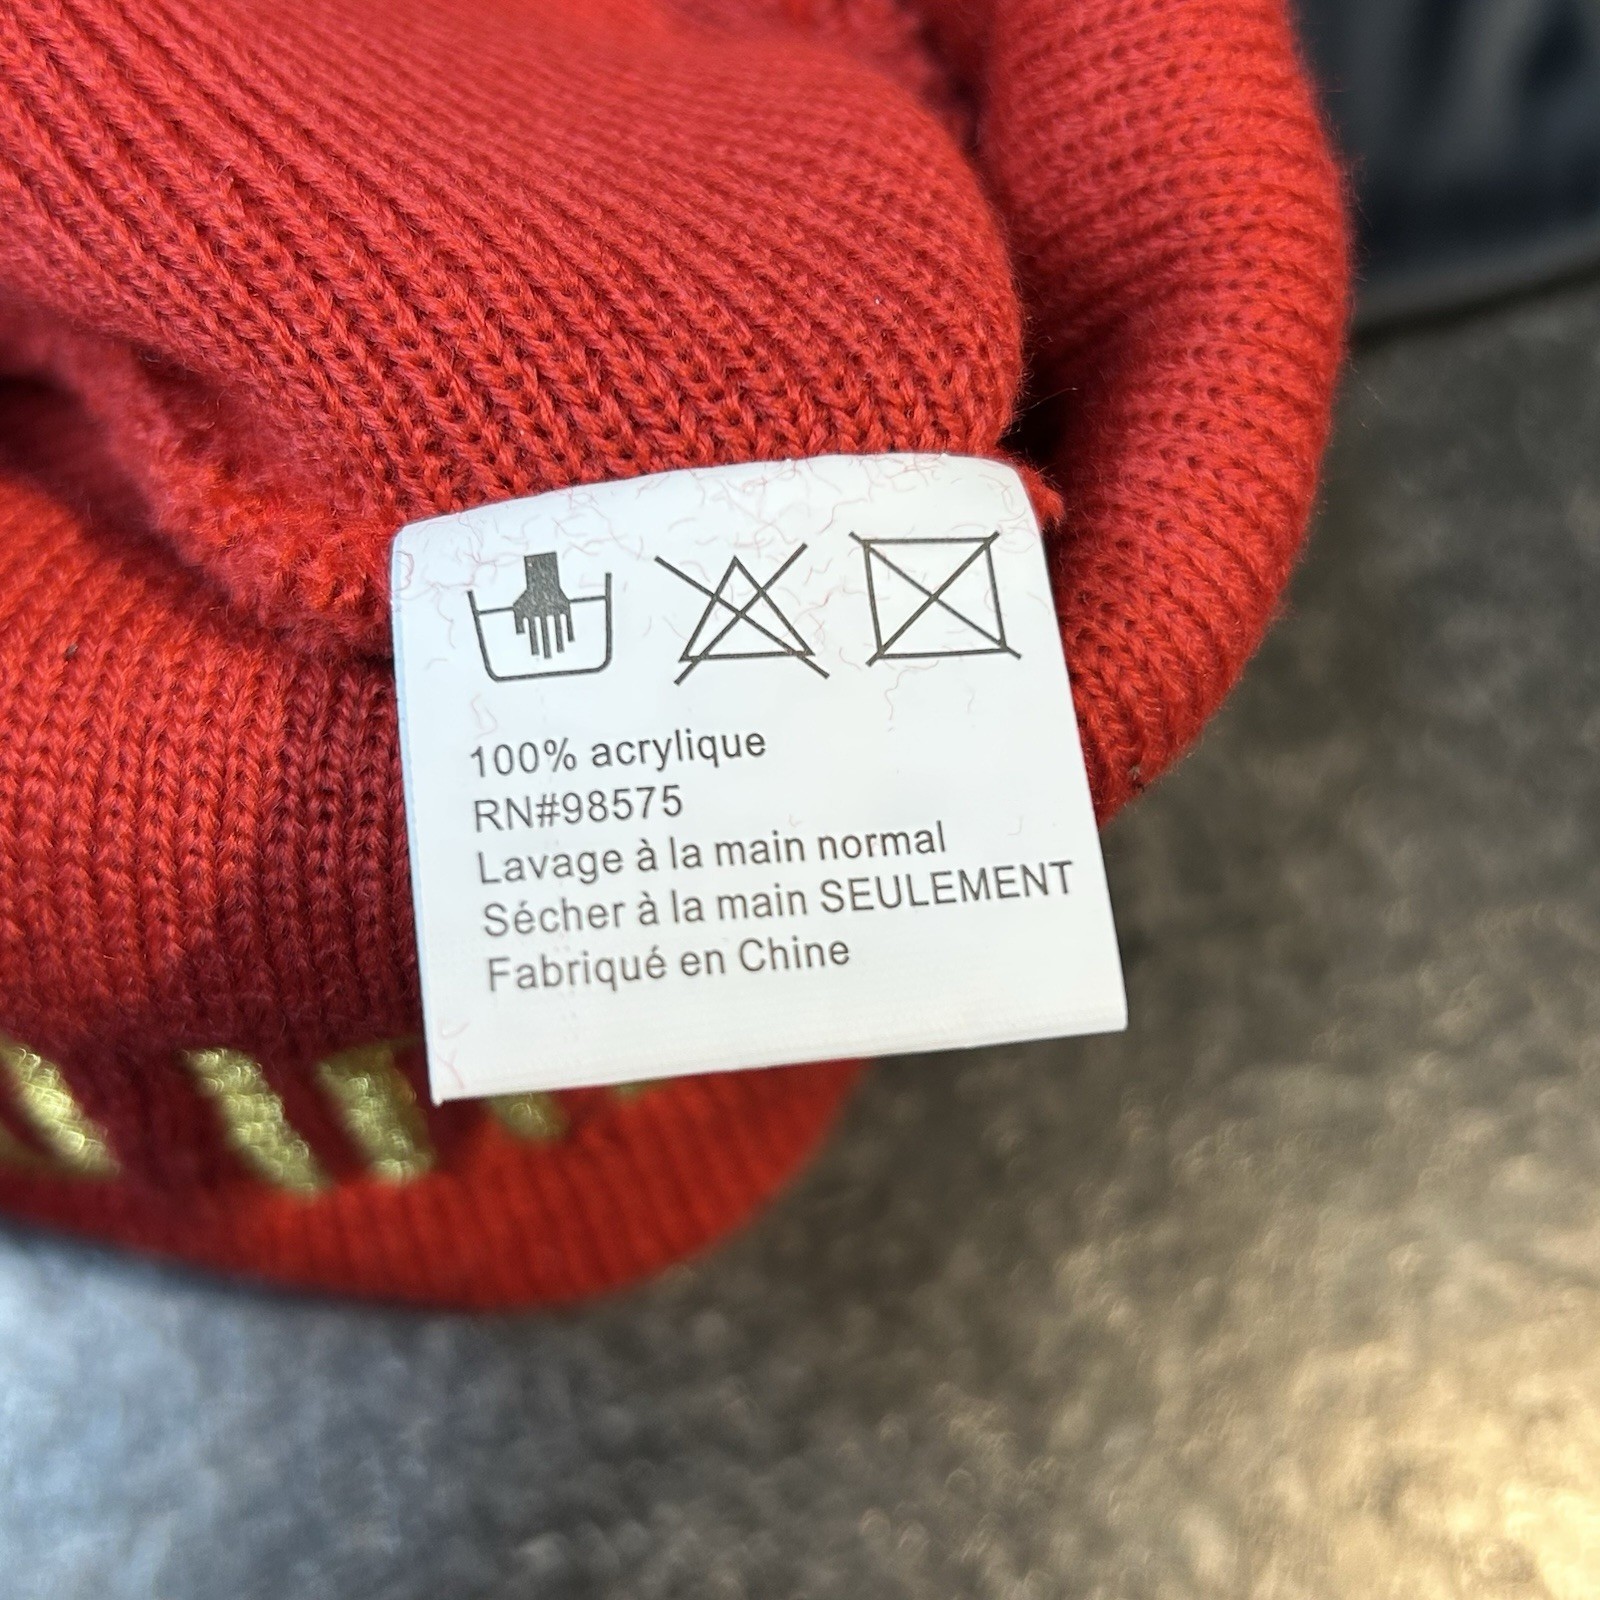 100% acrylique
RN#98575
Lavage à la main normal
Sécher à la main SEULEMENT
Fabriqué en Chine